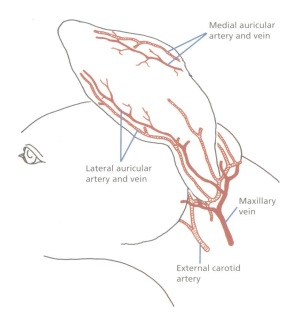 Medial auricular
artery and vein
Lateral auricular
artery and vein
Maxillary
vein
External carotid
artery